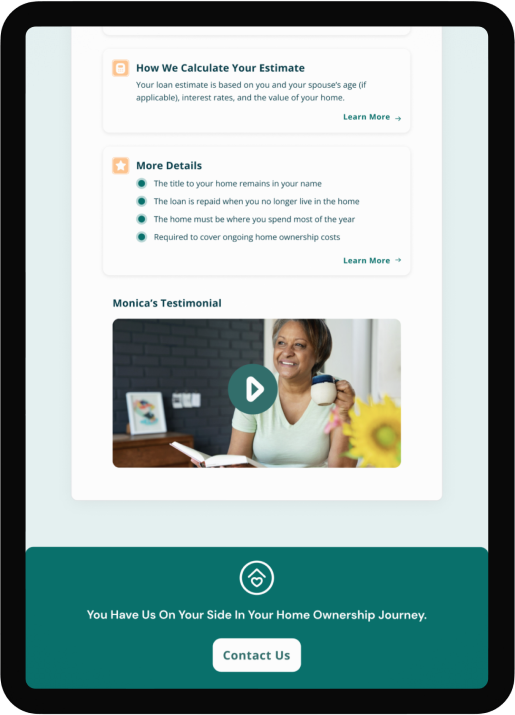 How We Calculate Your Estimate
Your loan estimate is based on you and your spouse's age (if
applicable), interest rates, and the value of your home.
Learn More →
More Details
The title to your home remains in your name
The loan is repaid when you no longer live in the home
The home must be where you spend most of the year
Required to cover ongoing home ownership costs
Learn More →
Monica's Testimonial
You Have Us On Your Side In Your Home Ownership Journey.
Contact Us